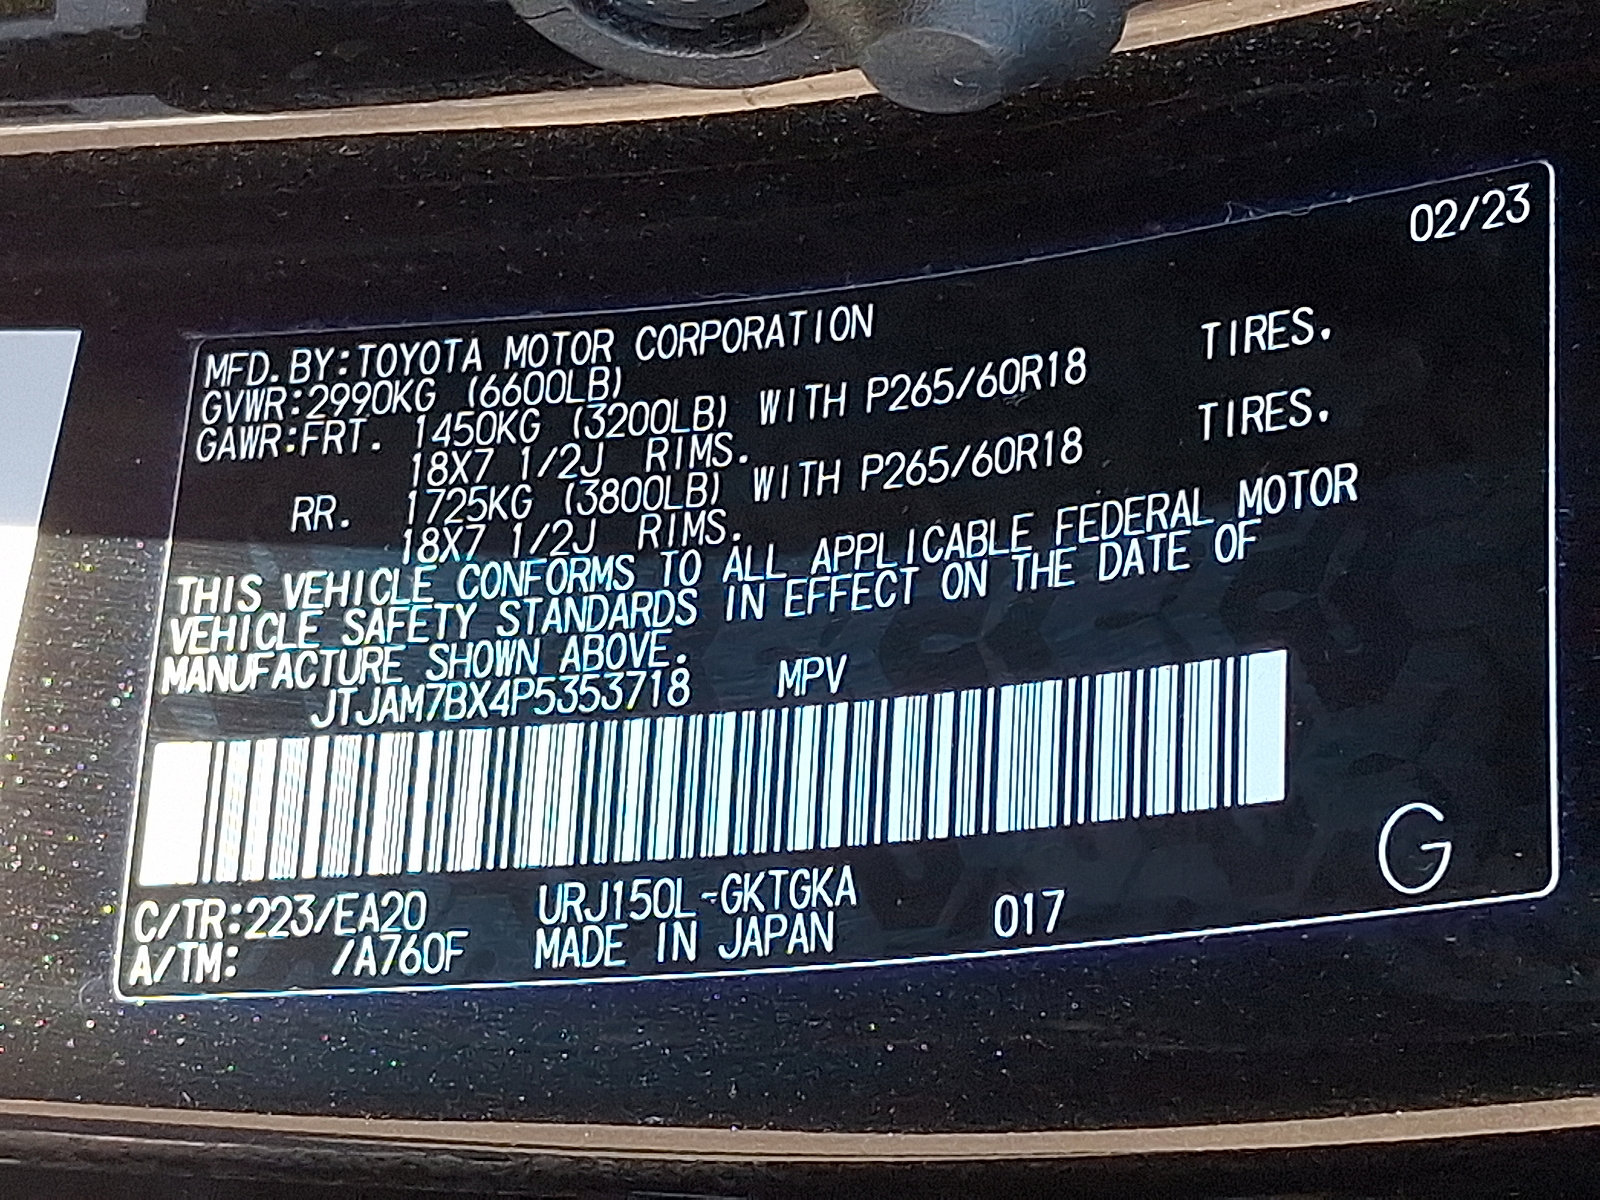 02/23
MFD.BY:TOYOTA MOTOR CORPORATION
GVWR:2990KG (6600LB)
GAWR:FRT. 1450KG (3200LB) WITH P265/60R18 TIRES.
18X7 1/2J RIMS.
RR. 1725KG (3800LB) WITH P265/60R18 TIRES.
18X7 1/2J RIMS.
THIS VEHICLE CONFORMS TO ALL APPLICABLE FEDERAL MOTOR
VEHICLE SAFETY STANDARDS IN EFFECT ON THE DATE OF
MANUFACTURE SHOWN ABOVE.
JTJAM7BX4P5353718 MPV
C/TR:223/EA20 URJ150L-GKTGKA 017 G
A/TM: /A760F MADE IN JAPAN